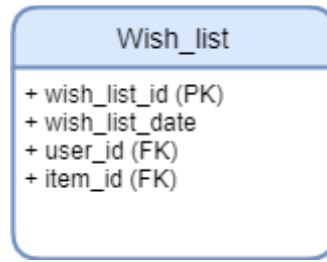 Wish_list
+ wish_list_id (PK)
+ wish_list_date
+ user_id (FK)
+ item_id (FK)